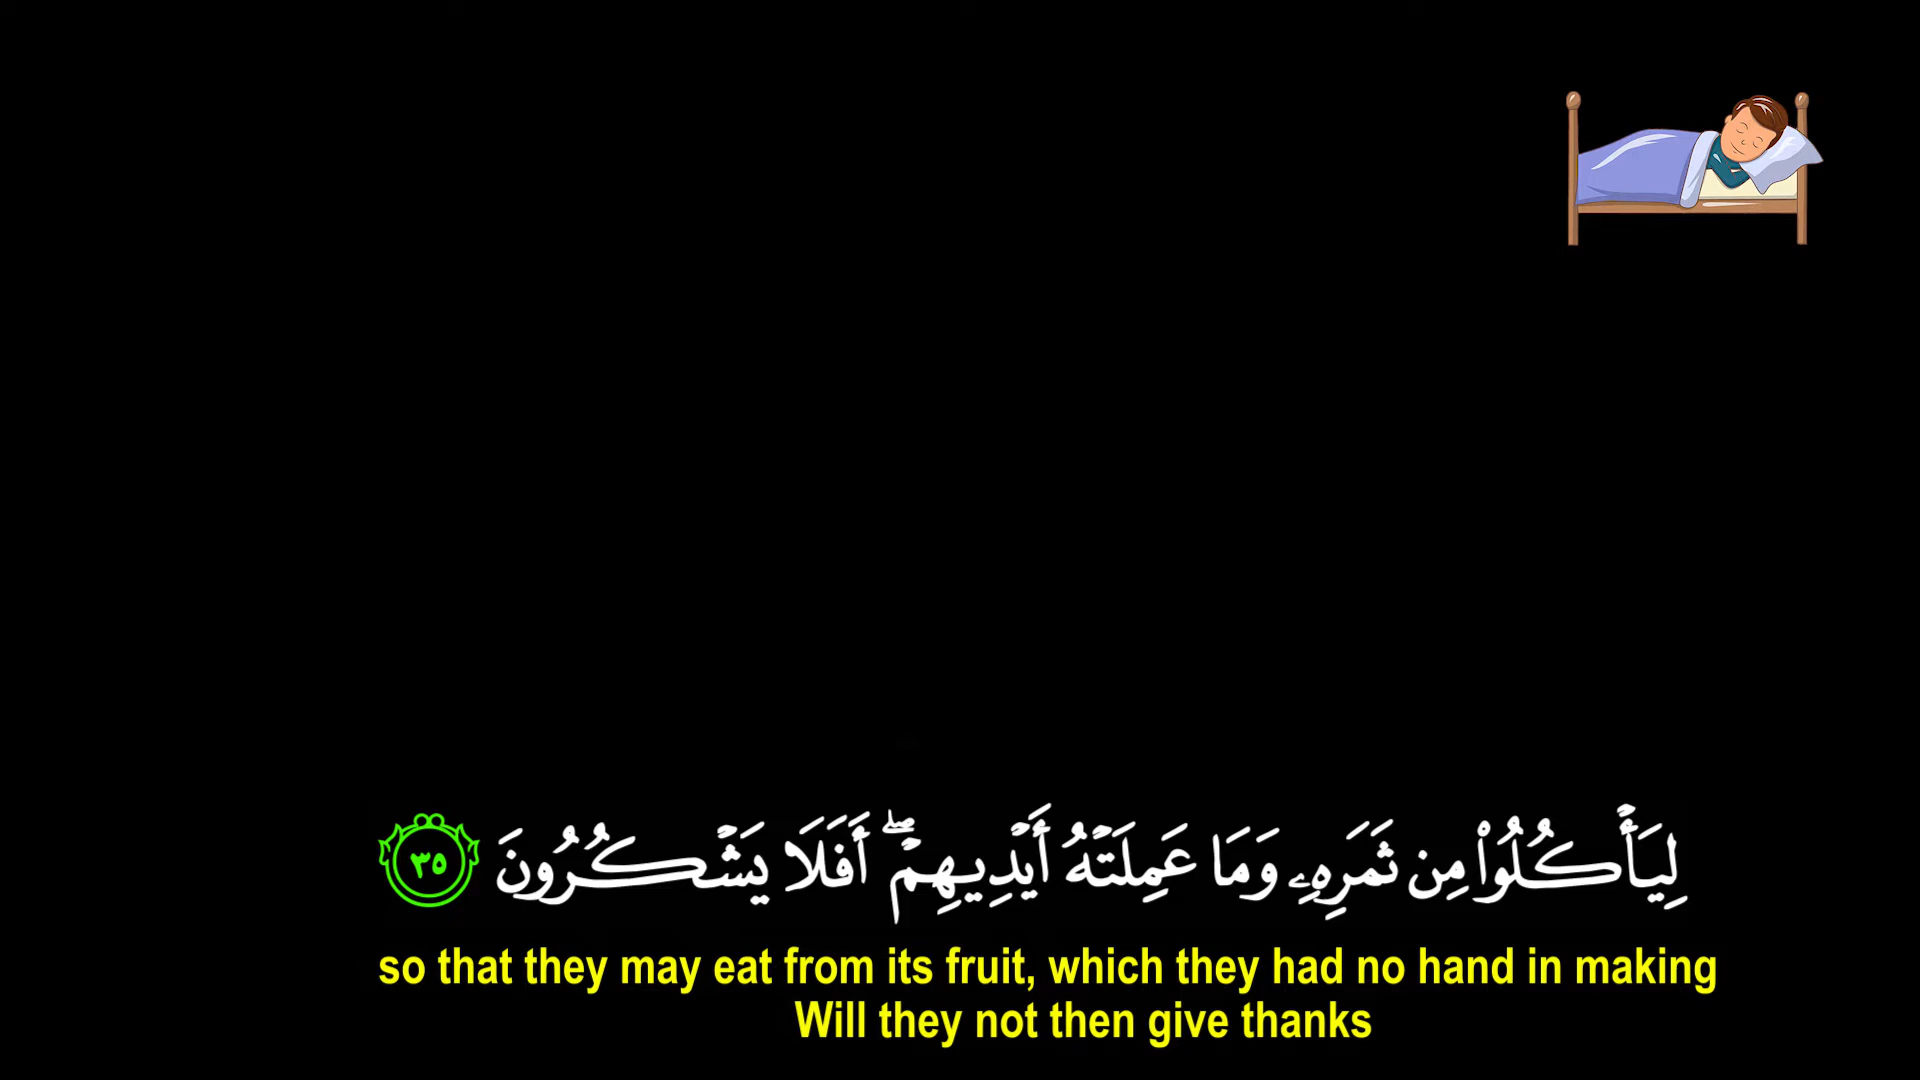 لِيَأْكُلُوا۟ مِن ثَمَرِهِۦ وَمَا عَمِلَتْهُ أَيْدِيهِمْ ۖ أَفَلَا يَشْكُرُونَ ٣٥
so that they may eat from its fruit, which they had no hand in making
Will they not then give thanks